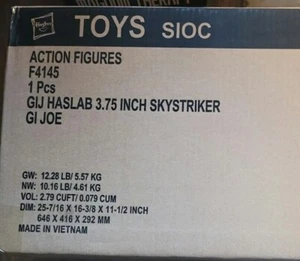 Hasbro
TOYS SIOC
ACTION FIGURES
F4145
1 Pcs
GIJ HASLAB 3.75 INCH SKYSTRIKER
GI JOE
GW: 12.28 LB/ 5.57 KG
NW: 10.16 LB/ 4.61 KG
VOL: 2.79 CUFT/ 0.079 CUM
DIM: 25-7/16 X 16-3/8 X 11-1/2 INCH
646 X 416 X 292 MM
MADE IN VIETNAM